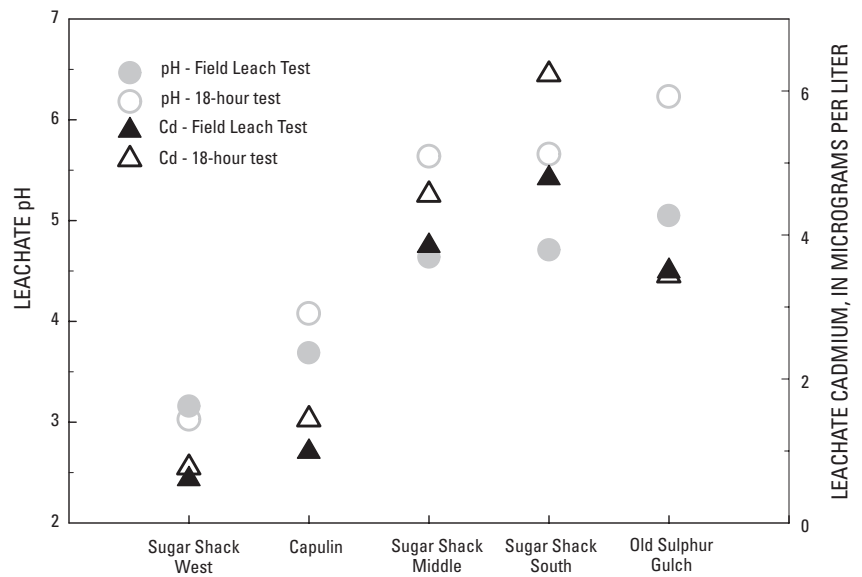 7
6
5
4
3
2
LEACHATE pH
pH - Field Leach Test
pH - 18-hour test
Cd - Field Leach Test
Cd - 18-hour test
6
4
2
0
LEACHATE CADMIUM, IN MICROGRAMS PER LITER
Sugar Shack
West
Capulin
Sugar Shack
Middle
Sugar Shack
South
Old Sulphur
Gulch